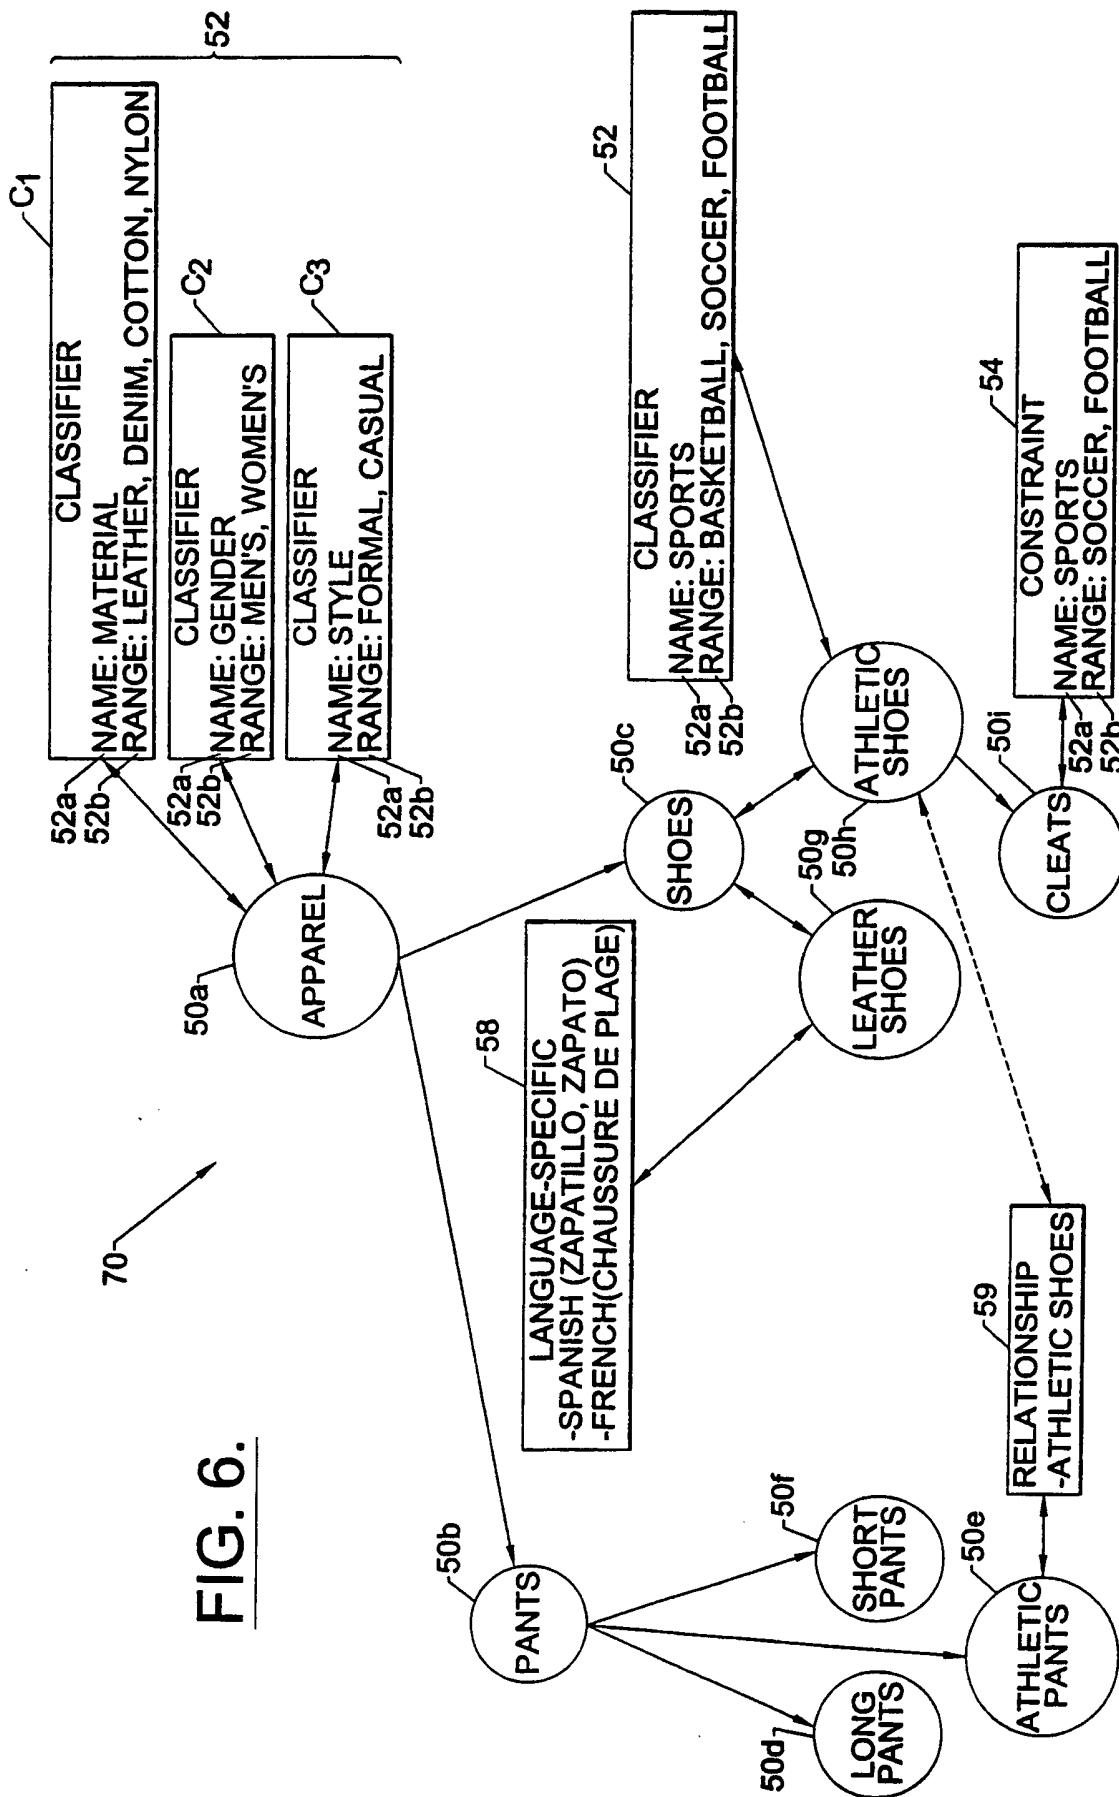 FIG. 6.
70
C1
CLASSIFIER
52a
NAME: MATERIAL
52b
RANGE: LEATHER, DENIM, COTTON, NYLON
52
C2
CLASSIFIER
52a
NAME: GENDER
52b
RANGE: MEN'S, WOMEN'S
C3
CLASSIFIER
NAME: STYLE
RANGE: FORMAL, CASUAL
52a
52b
50a
APPAREL
50b
PANTS
58
LANGUAGE-SPECIFIC
-SPANISH (ZAPATILLO, ZAPATO)
-FRENCH(CHAUSSURE DE PLAGE)
50c
SHOES
52
CLASSIFIER
52a
NAME: SPORTS
52b
RANGE: BASKETBALL, SOCCER, FOOTBALL
50d
LONG
PANTS
50f
SHORT
PANTS
50g
LEATHER
SHOES
50h
ATHLETIC
SHOES
50e
ATHLETIC
PANTS
59
RELATIONSHIP
-ATHLETIC SHOES
50i
CLEATS
54
CONSTRAINT
NAME: SPORTS
RANGE: SOCCER, FOOTBALL
52a
52b